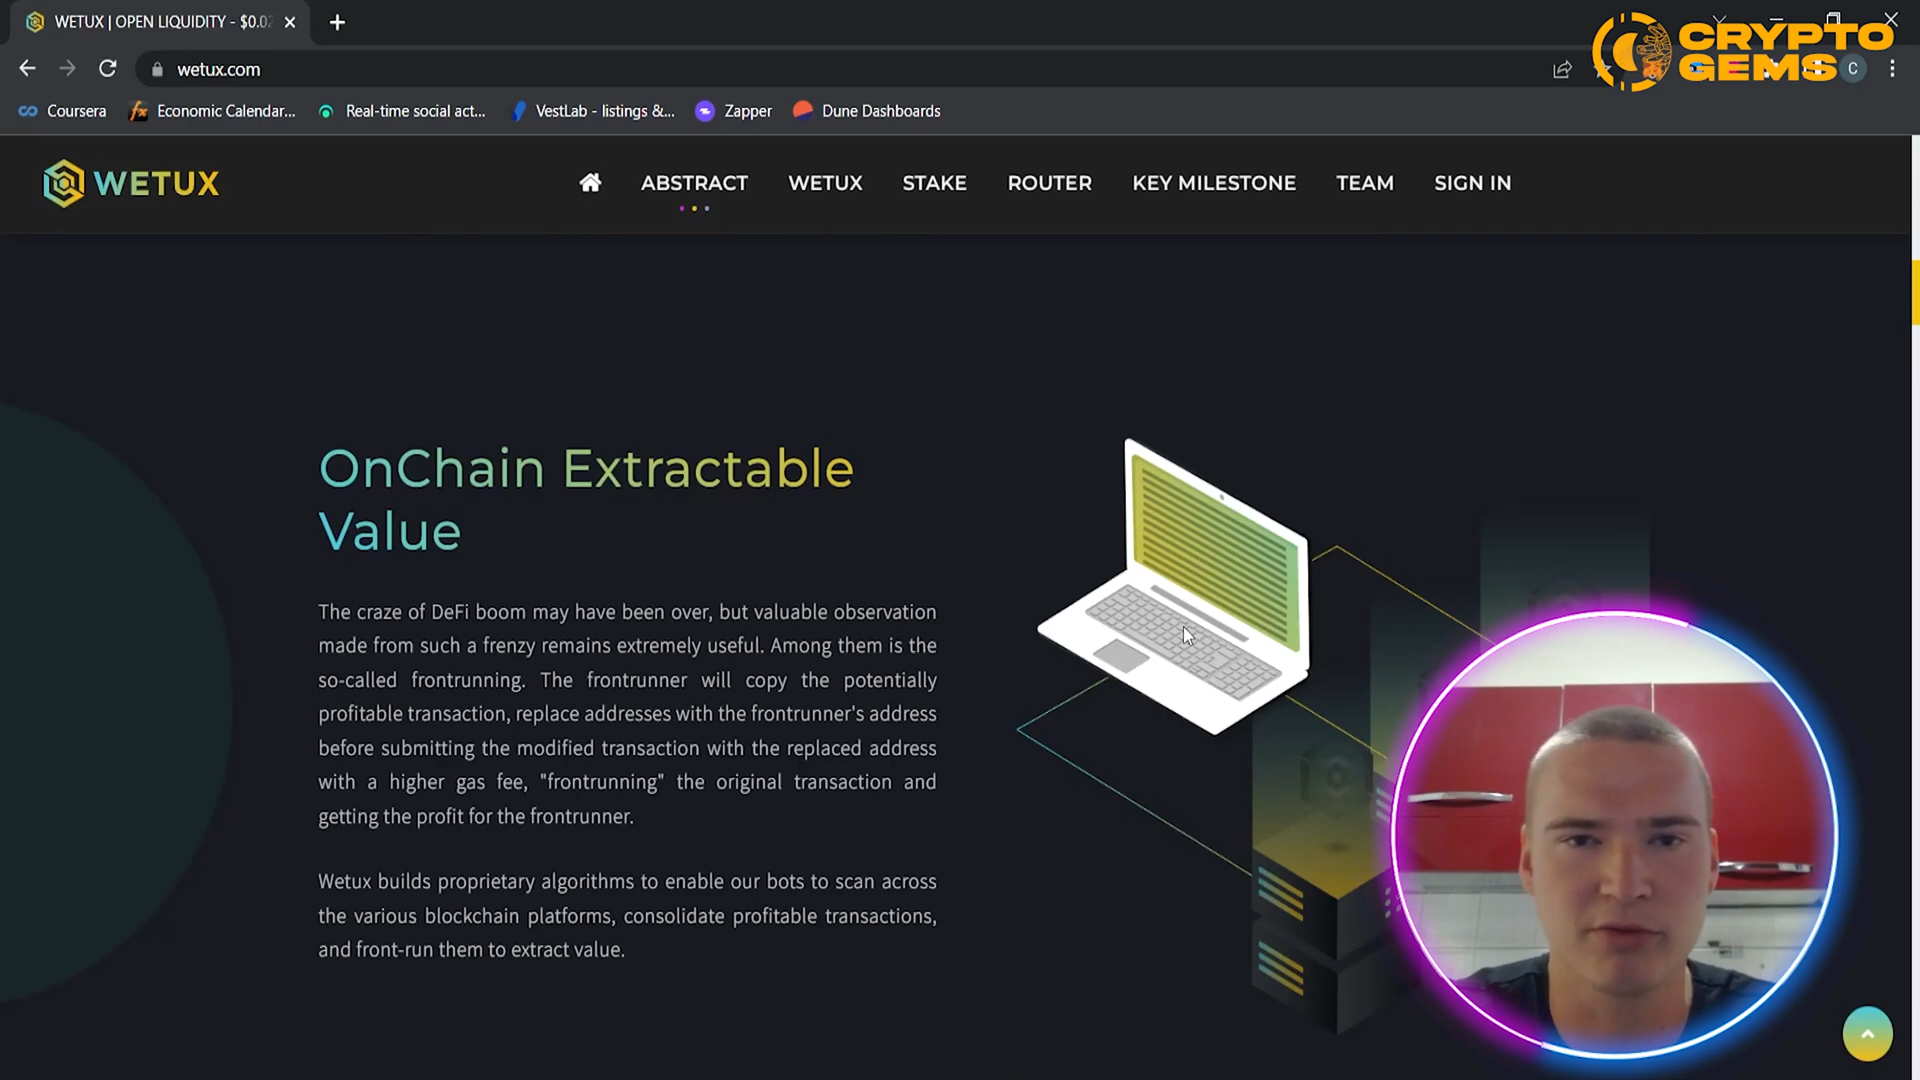 WETUX | OPEN LIQUIDITY - $0.0
CRYPTO
GEMS
wetux.com
C
Coursera
Economic Calendar...
Real-time social act...
VestLab - listings &...
Zapper
Dune Dashboards
WETUX
ABSTRACT
WETUX
STAKE
ROUTER
KEY MILESTONE
TEAM
SIGN IN
OnChain Extractable
Value
The craze of DeFi boom may have been over, but valuable observation
made from such a frenzy remains extremely useful. Among them is the
so-called frontrunning. The frontrunner will copy the potentially
profitable transaction, replace addresses with the frontrunner's address
before submitting the modified transaction with the replaced address
with a higher gas fee, "frontrunning" the original transaction and
getting the profit for the frontrunner.
Wetux builds proprietary algorithms to enable our bots to scan across
the various blockchain platforms, consolidate profitable transactions,
and front-run them to extract value.